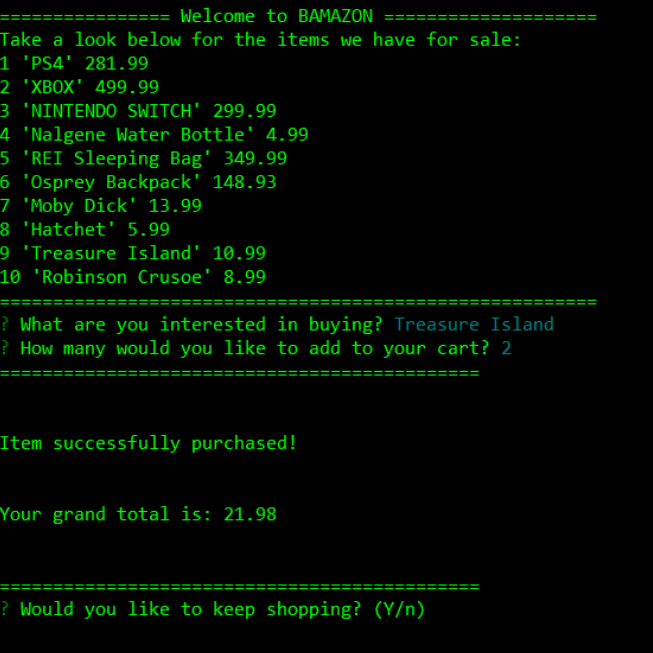 ================ Welcome to BAMAZON ====================
Take a look below for the items we have for sale:
1 'PS4' 281.99
2 'XBOX' 499.99
3 'NINTENDO SWITCH' 299.99
4 'Nalgene Water Bottle' 4.99
5 'REI Sleeping Bag' 349.99
6 'Osprey Backpack' 148.93
7 'Moby Dick' 13.99
8 'Hatchet' 5.99
9 'Treasure Island' 10.99
10 'Robinson Crusoe' 8.99
========================================================
? What are you interested in buying? Treasure Island
? How many would you like to add to your cart? 2
=============================================
Item successfully purchased!
Your grand total is: 21.98
=============================================
? Would you like to keep shopping? (Y/n)